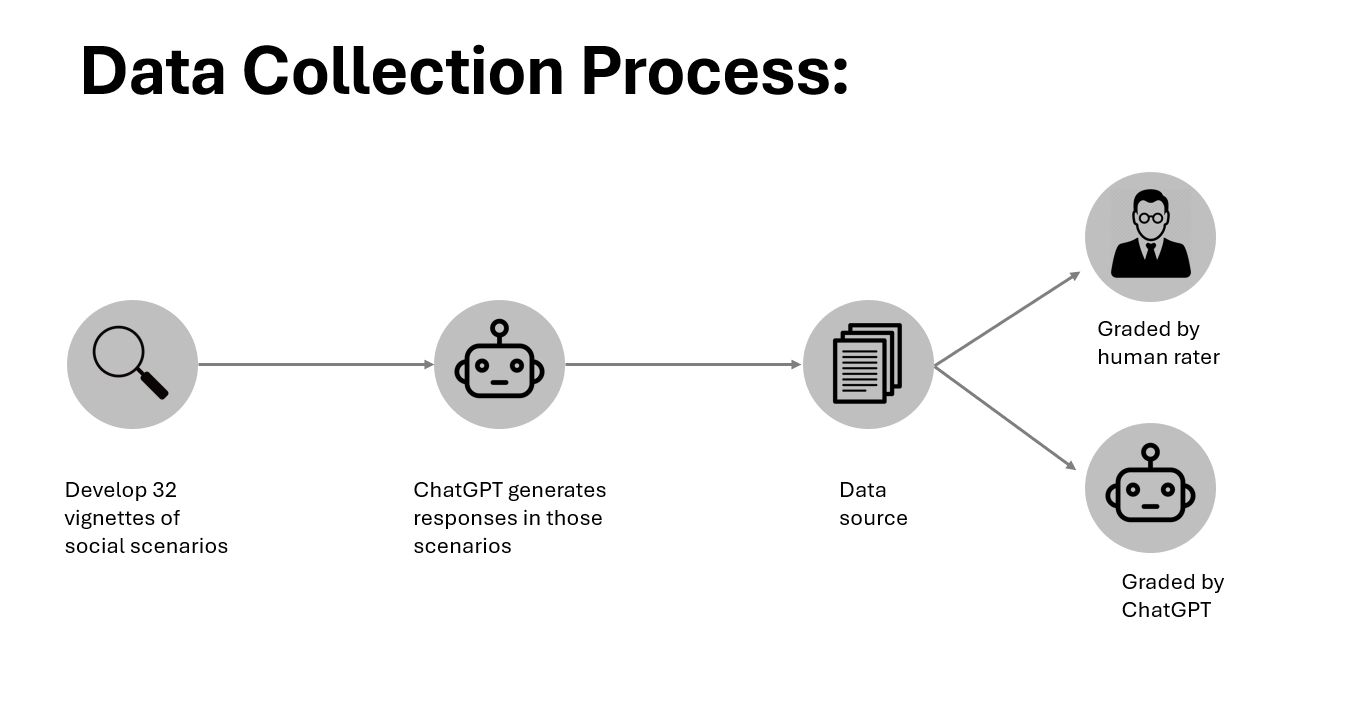 Data Collection Process:
Develop 32
vignettes of
social scenarios
ChatGPT generates
responses in those
scenarios
Data
source
Graded by
human rater
Graded by
ChatGPT